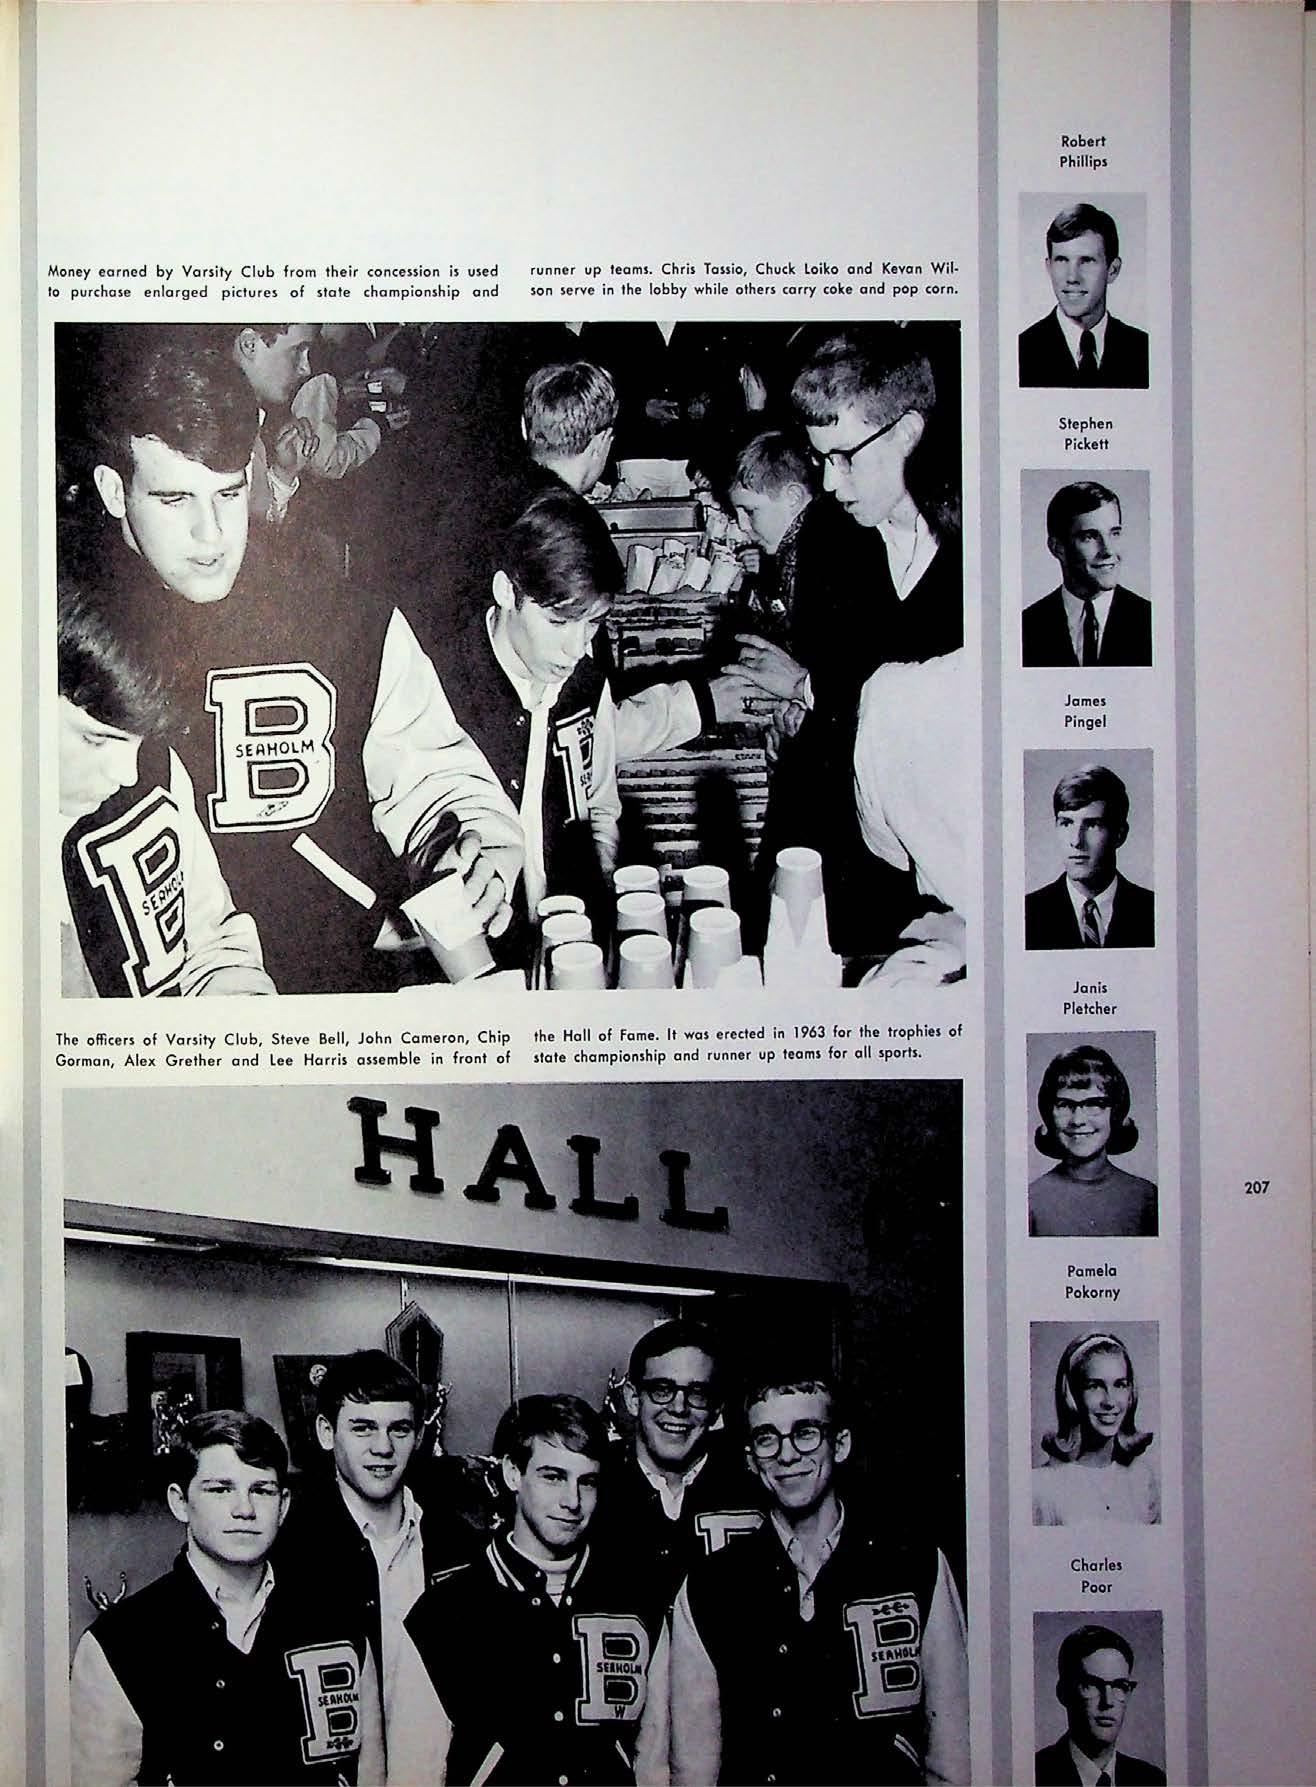 Money earned by Varsity Club from their concession is used
to purchase enlarged pictures of state championship and
runner up teams. Chris Tassio, Chuck Loiko and Kevan Wil-
son serve in the lobby while others carry coke and pop corn.
B
SEAHOLM
B
SEAHOL
B
The officers of Varsity Club, Steve Bell, John Cameron, Chip
Gorman, Alex Grether and Lee Harris assemble in front of
the Hall of Fame. It was erected in 1963 for the trophies of
state championship and runner up teams for all sports.
HALL
B
SEAHOLM
B
SEAHOLM
W
B
SEAHOLM
Robert
Phillips
Stephen
Pickett
James
Pingel
Janis
Pletcher
Pamela
Pokorny
Charles
Poor
207